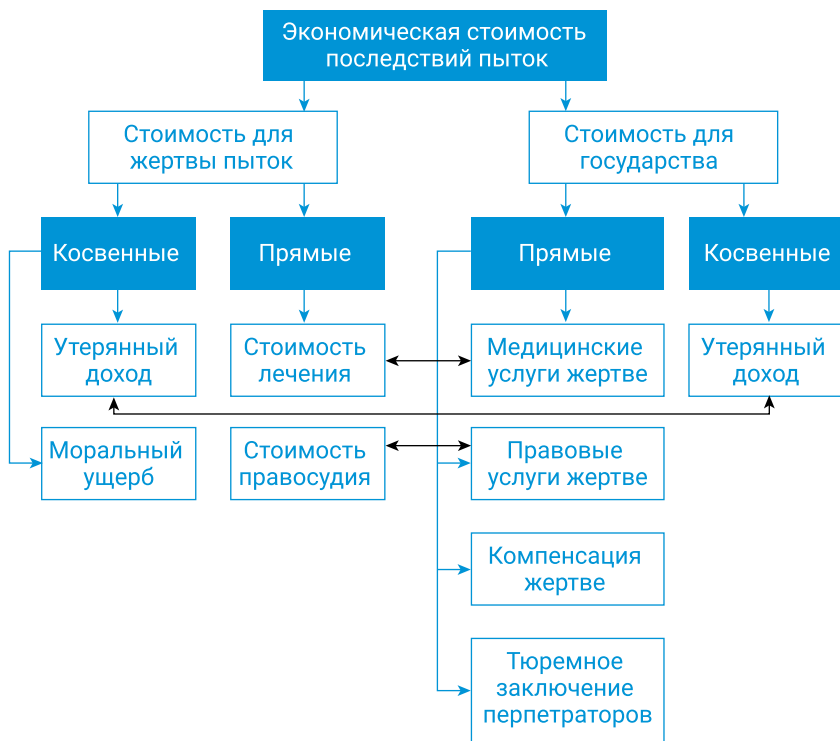 Экономическая стоимость
последствий пыток
Стоимость для
жертвы пыток
Стоимость для
государства
Косвенные
Прямые
Прямые
Косвенные
Утерянный
доход
Стоимость
лечения
Медицинские
услуги жертве
Утерянный
доход
Моральный
ущерб
Стоимость
правосудия
Правовые
услуги жертве
Компенсация
жертве
Тюремное
заключение
перпетраторов